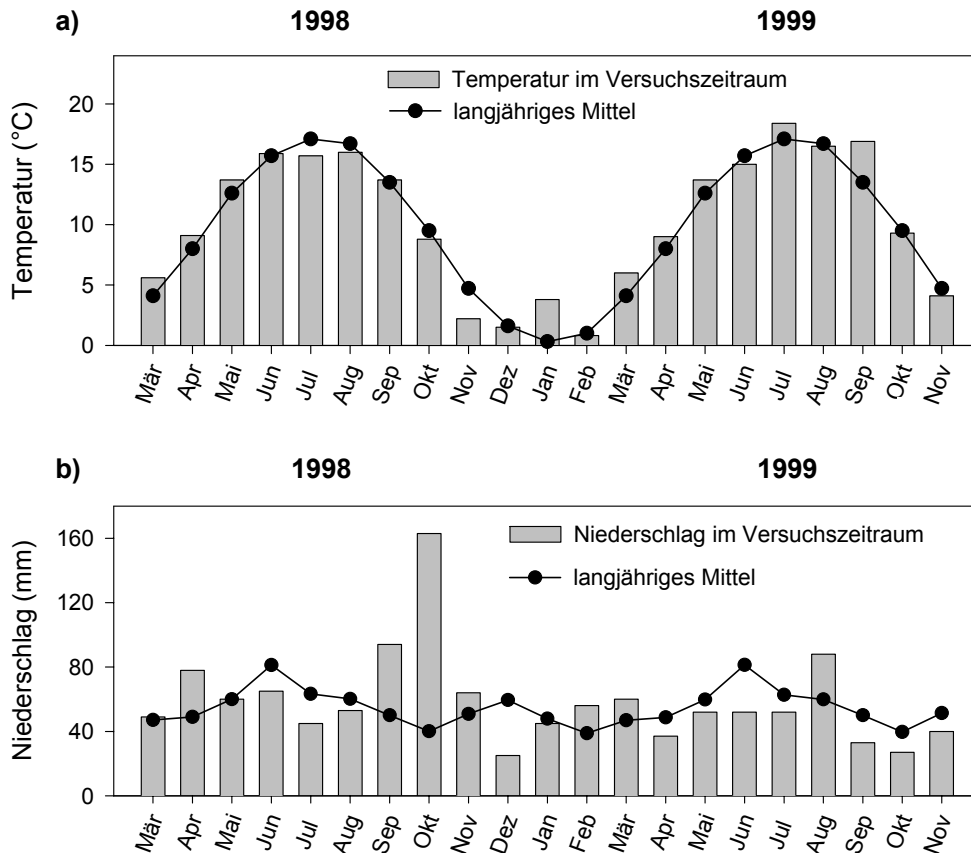 a)
1998
1999
Temperatur im Versuchszeitraum
langjähriges Mittel
Temperatur (°C)
20
15
10
5
0
Mär Apr Mai Jun Jul Aug Sep Okt Nov Dez Jan Feb Mär Apr Mai Jun Jul Aug Sep Okt Nov
b)
1998
1999
Niederschlag im Versuchszeitraum
langjähriges Mittel
Niederschlag (mm)
160
120
80
40
0
Mär Apr Mai Jun Jul Aug Sep Okt Nov Dez Jan Feb Mär Apr Mai Jun Jul Aug Sep Okt Nov